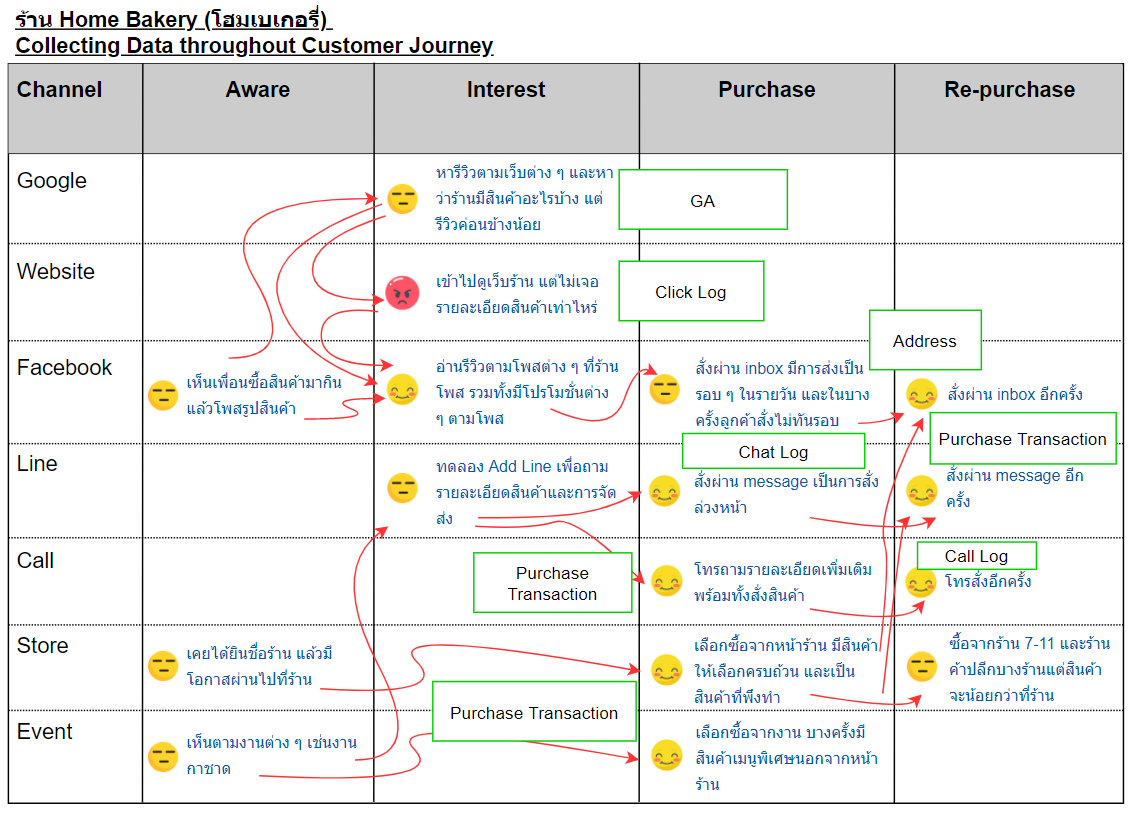 ร้าน Home Bakery (โฮมเบเกอรี่)
Collecting Data throughout Customer Journey
Channel
Aware
Interest
Purchase
Re-purchase
Google
หารีวิวตามเว็บต่าง ๆ และหา
ว่าร้านมีสินค้าอะไรบ้าง แต่
รีวิวค่อนข้างน้อย
GA
Website
เข้าไปดูเว็บร้าน แต่ไม่เจอ
รายละเอียดสินค้าเท่าไหร่
Click Log
Address
Facebook
เห็นเพื่อนซื้อสินค้ามากิน
แล้วโพสรูปสินค้า
อ่านรีวิวตามโพสต่าง ๆ ที่ร้าน
โพส รวมทั้งมีโปรโมชั่นต่าง
ๆ ตามโพส
สั่งผ่าน inbox มีการส่งเป็น
รอบ ๆ ในรายวัน และในบาง
ครั้งลูกค้าสั่งไม่ทันรอบ
สั่งผ่าน inbox อีกครั้ง
Purchase Transaction
Chat Log
Line
ทดลอง Add Line เพื่อถาม
รายละเอียดสินค้าและการจัด
ส่ง
สั่งผ่าน message เป็นการสั่ง
ล่วงหน้า
สั่งผ่าน message อีก
ครั้ง
Call
Purchase
Transaction
โทรถามรายละเอียดเพิ่มเติม
พร้อมทั้งสั่งสินค้า
Call Log
โทรสั่งอีกครั้ง
Store
เคยได้ยินชื่อร้าน แล้วมี
โอกาสผ่านไปที่ร้าน
เลือกซื้อจากหน้าร้าน มีสินค้า
ให้เลือกครบถ้วน และเป็น
สินค้าที่พึ่งทำ
ซื้อจากร้าน 7-11 และร้าน
ค้าปลีกบางร้านแต่สินค้า
จะน้อยกว่าที่ร้าน
Purchase Transaction
Event
เห็นตามงานต่าง ๆ เช่นงาน
กาชาด
เลือกซื้อจากงาน บางครั้งมี
สินค้าเมนูพิเศษนอกจากหน้า
ร้าน